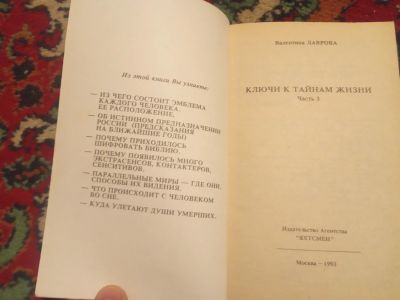 Из этой книги Вы узнаете:
— ИЗ ЧЕГО СОСТОИТ ЭМБЛЕМА
КАЖДОГО ЧЕЛОВЕКА.
ЕЕ РАСПОЛОЖЕНИЕ.
— ОБ ИСТИННОМ ПРЕДНАЗНАЧЕНИИ
РОССИИ (ПРЕДСКАЗАНИЯ
НА БЛИЖАЙШИЕ ГОДЫ)
— ПОЧЕМУ ПРИХОДИЛОСЬ
ШИФРОВАТЬ БИБЛИЮ.
— ПОЧЕМУ ПОЯВИЛОСЬ МНОГО
ЭКСТРАСЕНСОВ, КОНТАКТЕРОВ,
СЕНСИТИВОВ.
— ПАРАЛЛЕЛЬНЫЕ МИРЫ — ГДЕ ОНИ,
СПОСОБЫ ИХ ВИДЕНИЯ.
— ЧТО ПРОИСХОДИТ С ЧЕЛОВЕКОМ
ВО СНЕ.
— КУДА УЛЕТАЮТ ДУШИ УМЕРШИХ.
Валентина ЛАВРОВА
КЛЮЧИ К ТАЙНАМ ЖИЗНИ
Часть 3
Издательство Агентства
"ЯХТСМЕН"
Москва — 1993